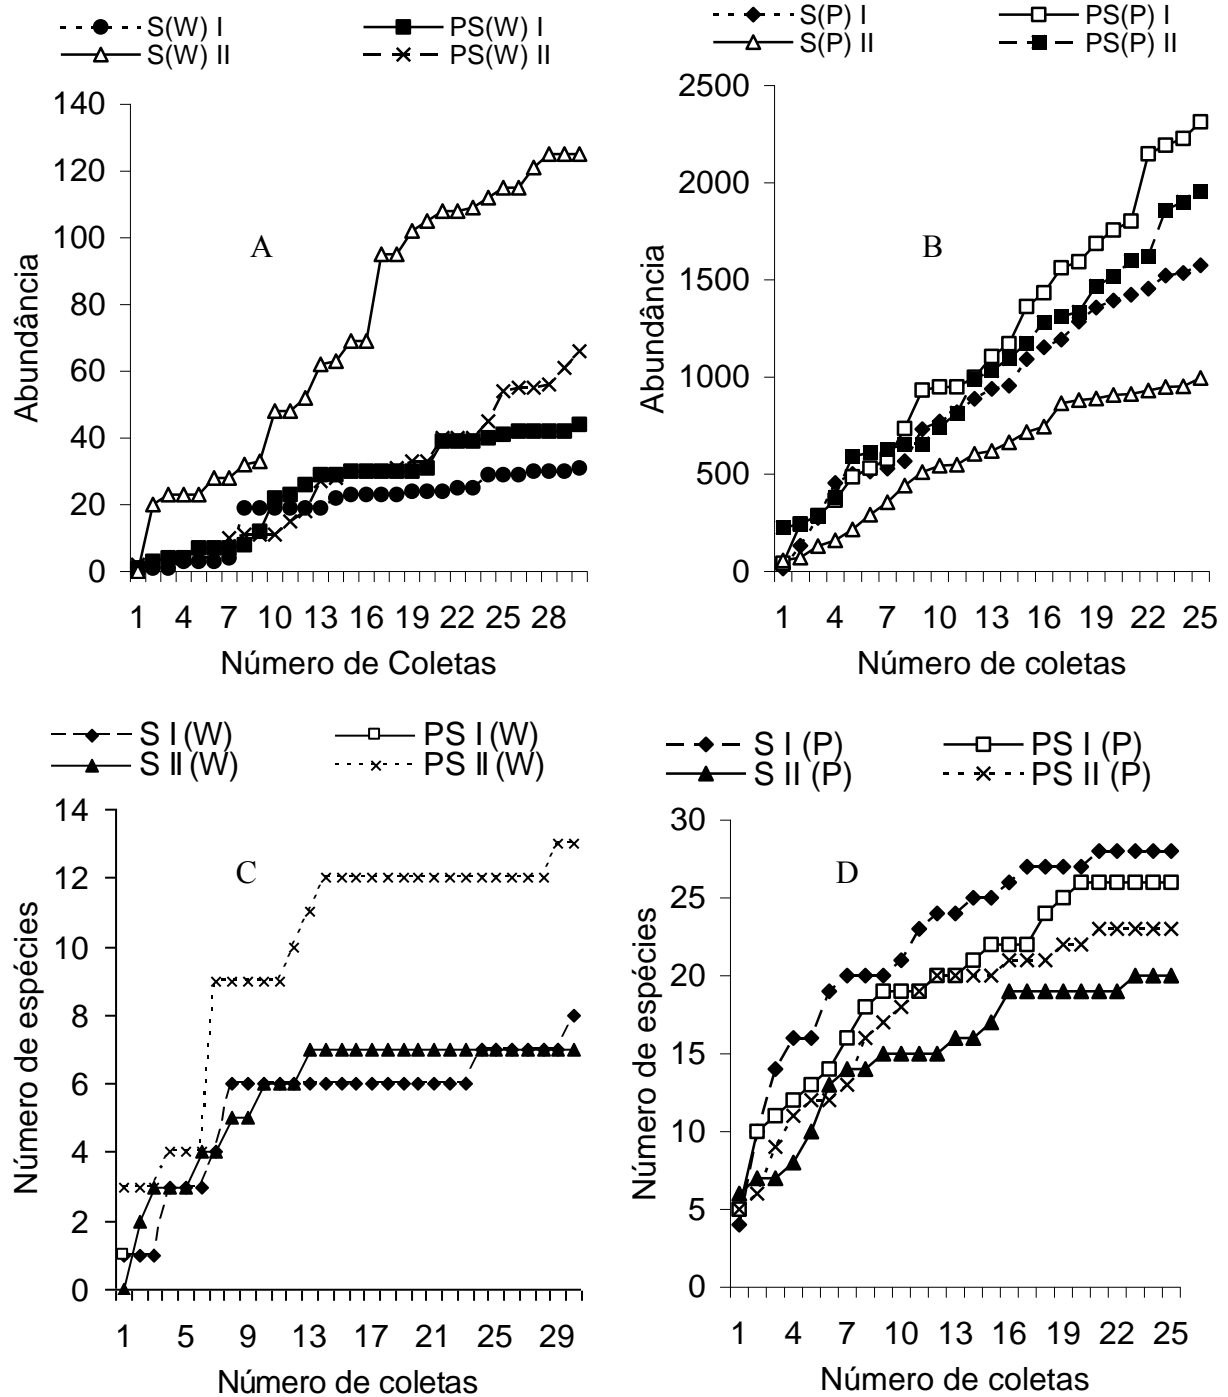 S(W) I PS(W) I
S(W) II PS(W) II
140
120
100
80
60
40
20
0
Abundância
A
1 4 7 10 13 16 19 22 25 28
Número de Coletas
S(P) I PS(P) I
S(P) II PS(P) II
2500
2000
1500
1000
500
0
Abundância
B
1 4 7 10 13 16 19 22 25
Número de coletas
S I (W) PS I (W)
S II (W) PS II (W)
14
12
10
8
6
4
2
0
Número de espécies
C
1 5 9 13 17 21 25 29
Número de coletas
S I (P) PS I (P)
S II (P) PS II (P)
30
25
20
15
10
5
0
Número de espécies
D
1 4 7 10 13 16 19 22 25
Número de coletas